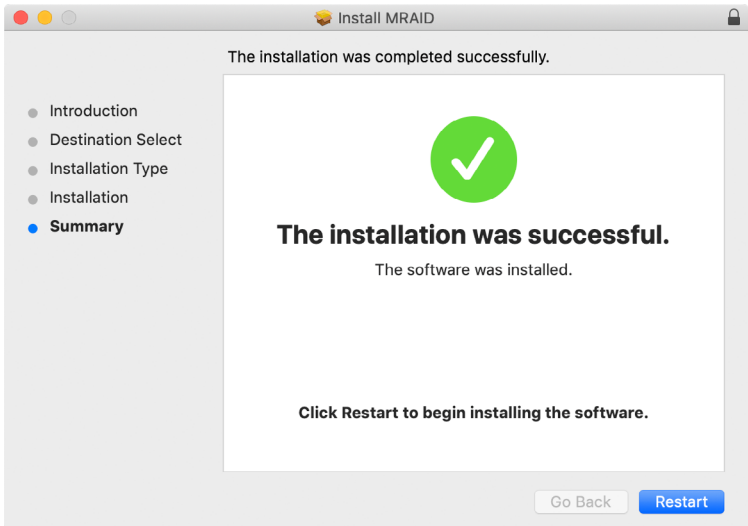 Install MRAID
The installation was completed successfully.
Introduction
Destination Select
Installation Type
Installation
Summary
The installation was successful.
The software was installed.
Click Restart to begin installing the software.
Go Back
Restart